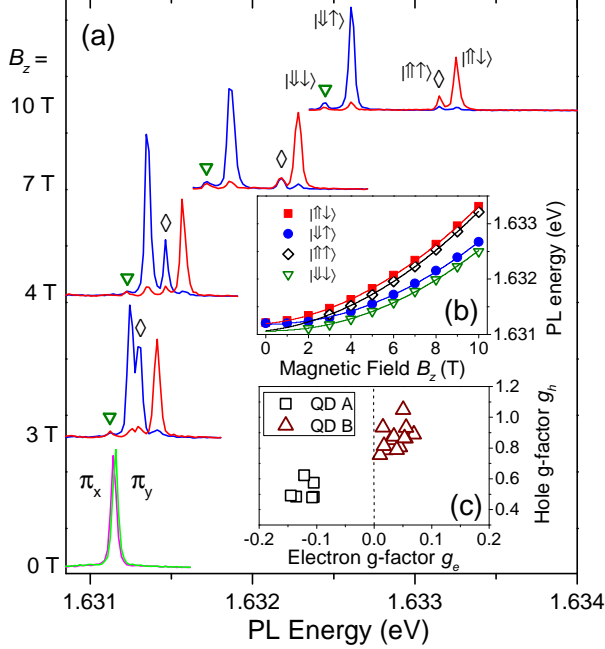 (a)
B_z =
|⇓↑⟩
|⇓↓⟩ |⇑↑⟩ |⇑↓⟩
10 T
7 T
4 T
3 T
0 T
π_x π_y
|⇑↓⟩
|⇓↑⟩
|⇑↑⟩
|⇓↓⟩
(b)
1.633
1.632
1.631
PL energy (eV)
0 2 4 6 8 10
Magnetic Field B_z (T)
QD A
QD B
(c)
1.2
1.0
0.8
0.6
0.4
Hole g-factor g_h
-0.2 -0.1 0.0 0.1 0.2
Electron g-factor g_e
1.631 1.632 1.633 1.634
PL Energy (eV)